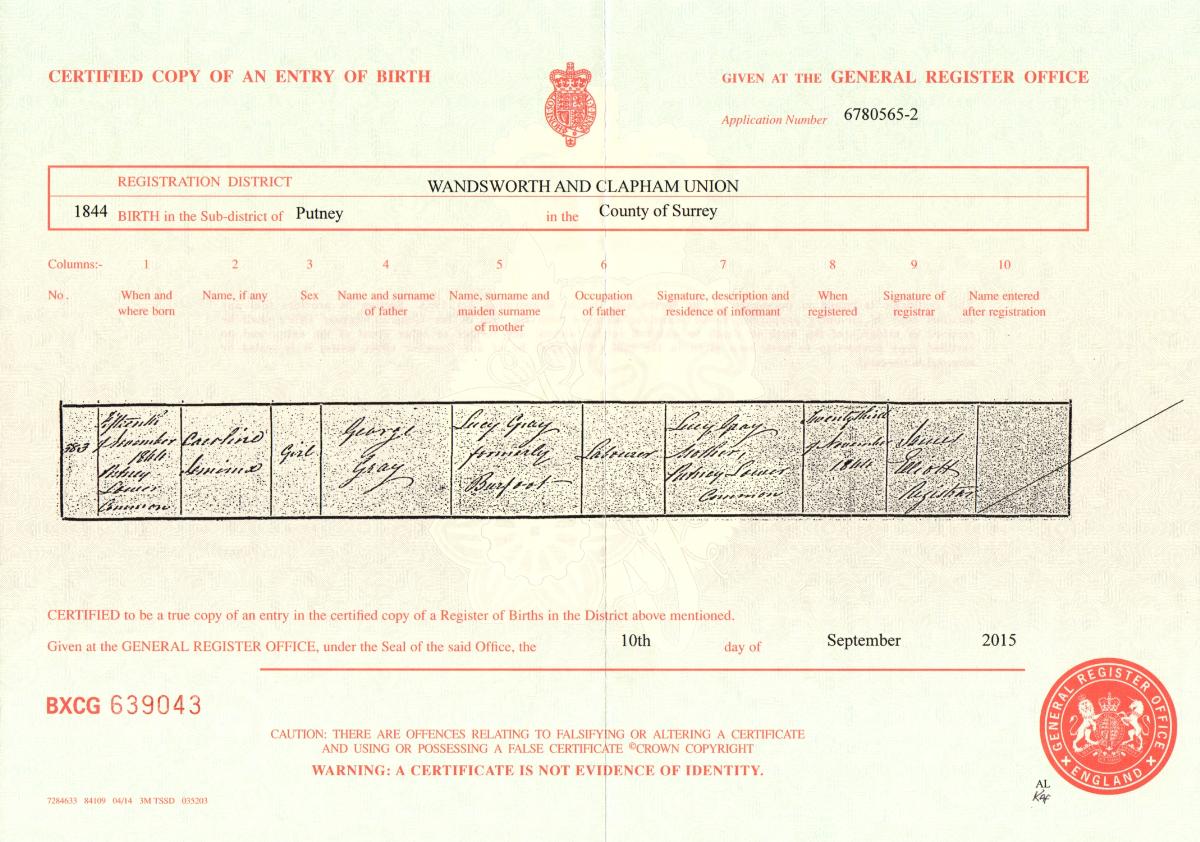 CERTIFIED COPY OF AN ENTRY OF BIRTH
GIVEN AT THE GENERAL REGISTER OFFICE
Application Number 6780565-2
REGISTRATION DISTRICT WANDSWORTH AND CLAPHAM UNION
1844 BIRTH in the Sub-district of Putney in the County of Surrey
Columns:- 1 2 3 4 5 6 7 8 9 10
No. When and where born
Name, if any
Sex
Name and surname of father
Name, surname and maiden surname of mother
Occupation of father
Signature, description and residence of informant
When registered
Signature of registrar
Name entered after registration
November
1844
Putney
Lower
Common
Caroline
Jemima
Girl
George
Gray
Lucy Gray
formerly
Burfoot
Labourer
Lucy Gray
Mother,
Putney Lower
Common
Twenty third
of November
1844
James
Registrar
CERTIFIED to be a true copy of an entry in the certified copy of a Register of Births in the District above mentioned.
Given at the GENERAL REGISTER OFFICE, under the Seal of the said Office, the 10th day of September 2015
BXCG 639043
CAUTION: THERE ARE OFFENCES RELATING TO FALSIFYING OR ALTERING A CERTIFICATE
AND USING OR POSSESSING A FALSE CERTIFICATE ©CROWN COPYRIGHT
WARNING: A CERTIFICATE IS NOT EVIDENCE OF IDENTITY.
GENERAL REGISTER OFFICE
ENGLAND
AL
7284633 84109 04/14 3M TSSD 035203